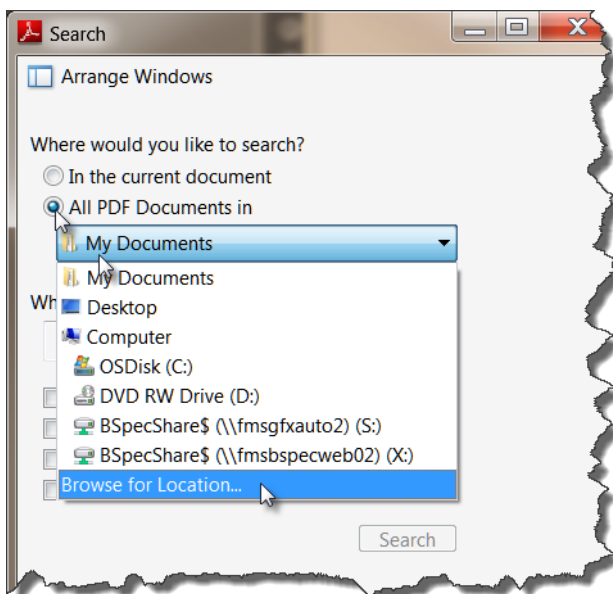 Search
Arrange Windows
Where would you like to search?
In the current document
All PDF Documents in
My Documents
My Documents
Wh
Desktop
Computer
OSDisk (C:)
DVD RW Drive (D:)
BSpecShare$ (\\fmsgfxauto2) (S:)
BSpecShare$ (\\fmsbspecweb02) (X:)
Browse for Location...
Search